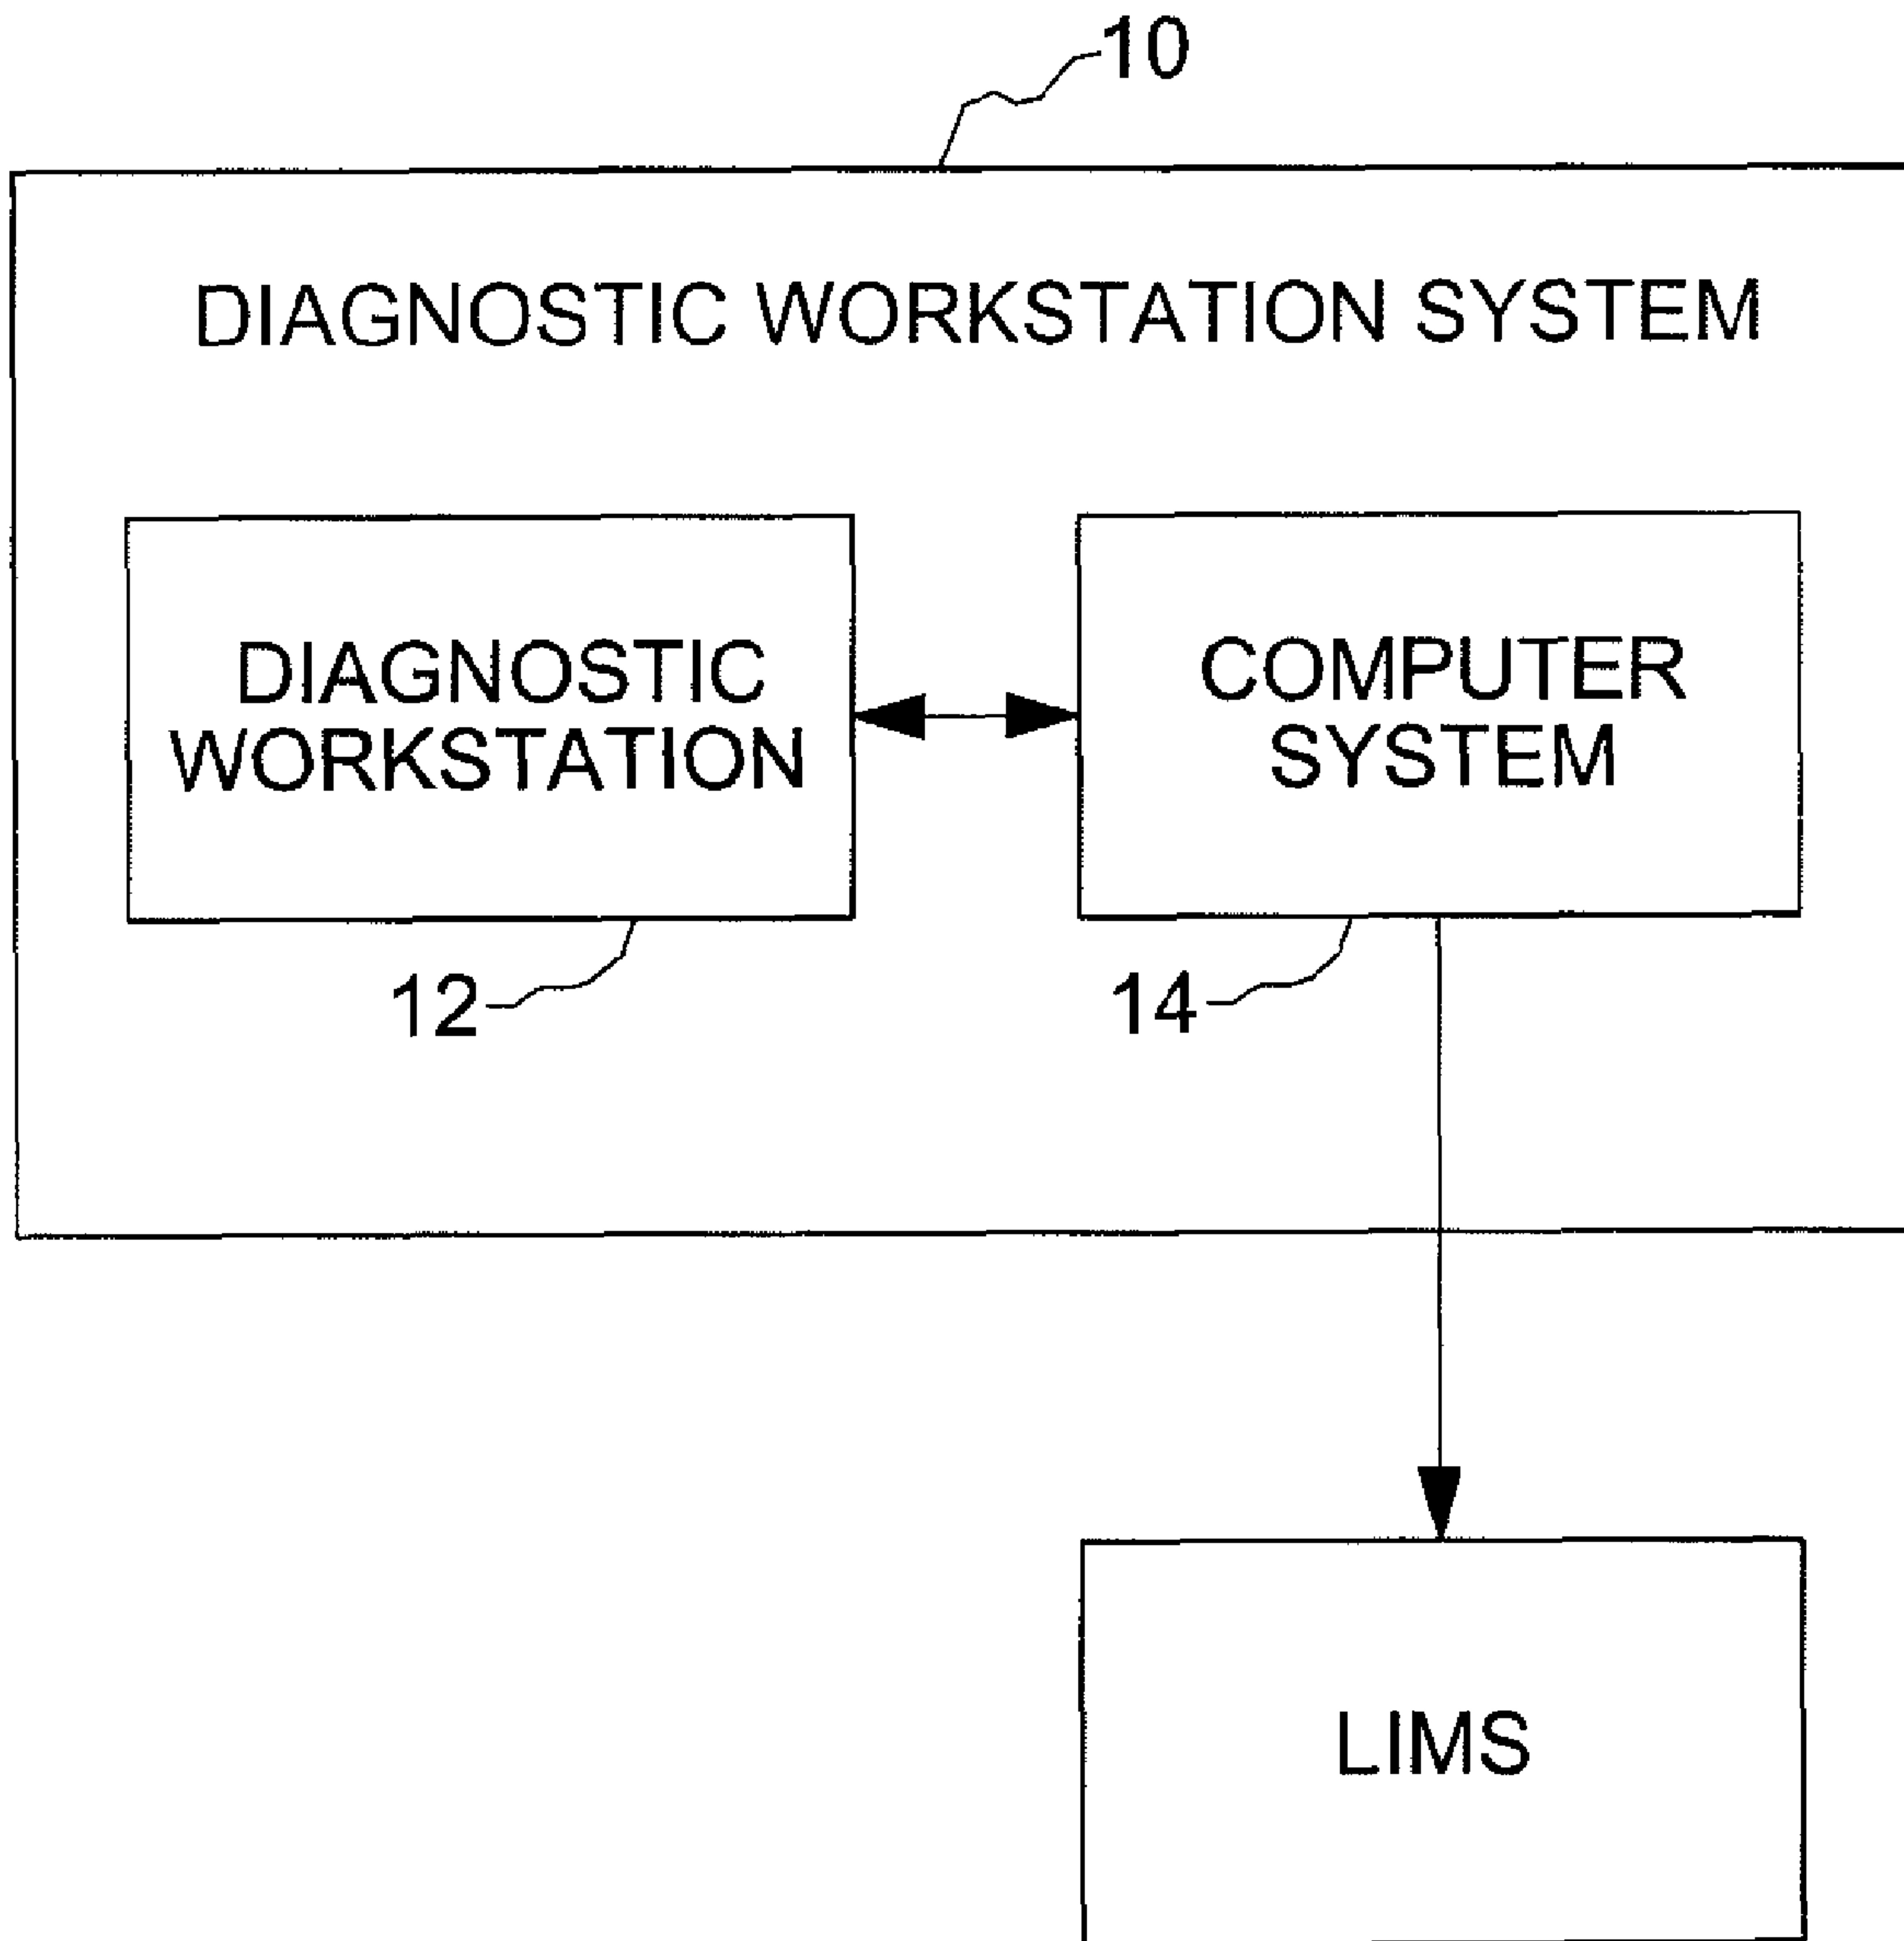 10
DIAGNOSTIC WORKSTATION SYSTEM
DIAGNOSTIC
WORKSTATION
COMPUTER
SYSTEM
12
14
LIMS